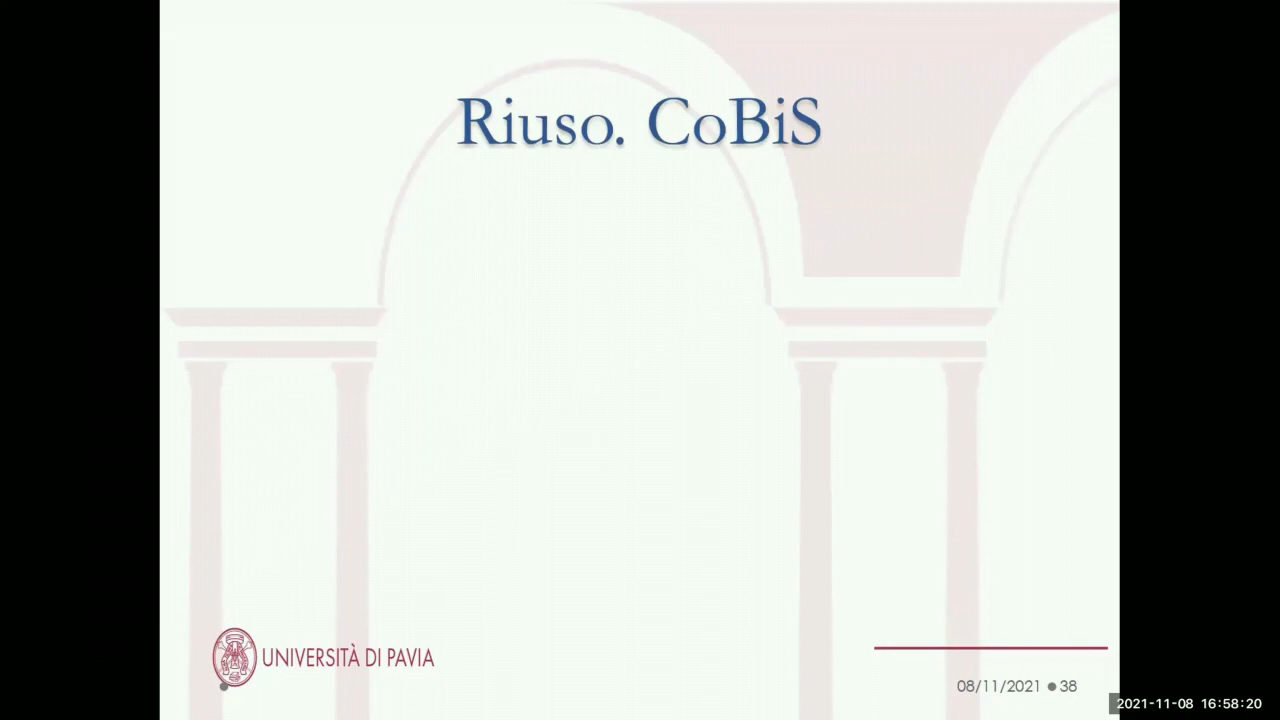 Riuso. CoBiS
UNIVERSITÀ DI PAVIA
08/11/2021 ● 38
2021-11-08 16:58:20